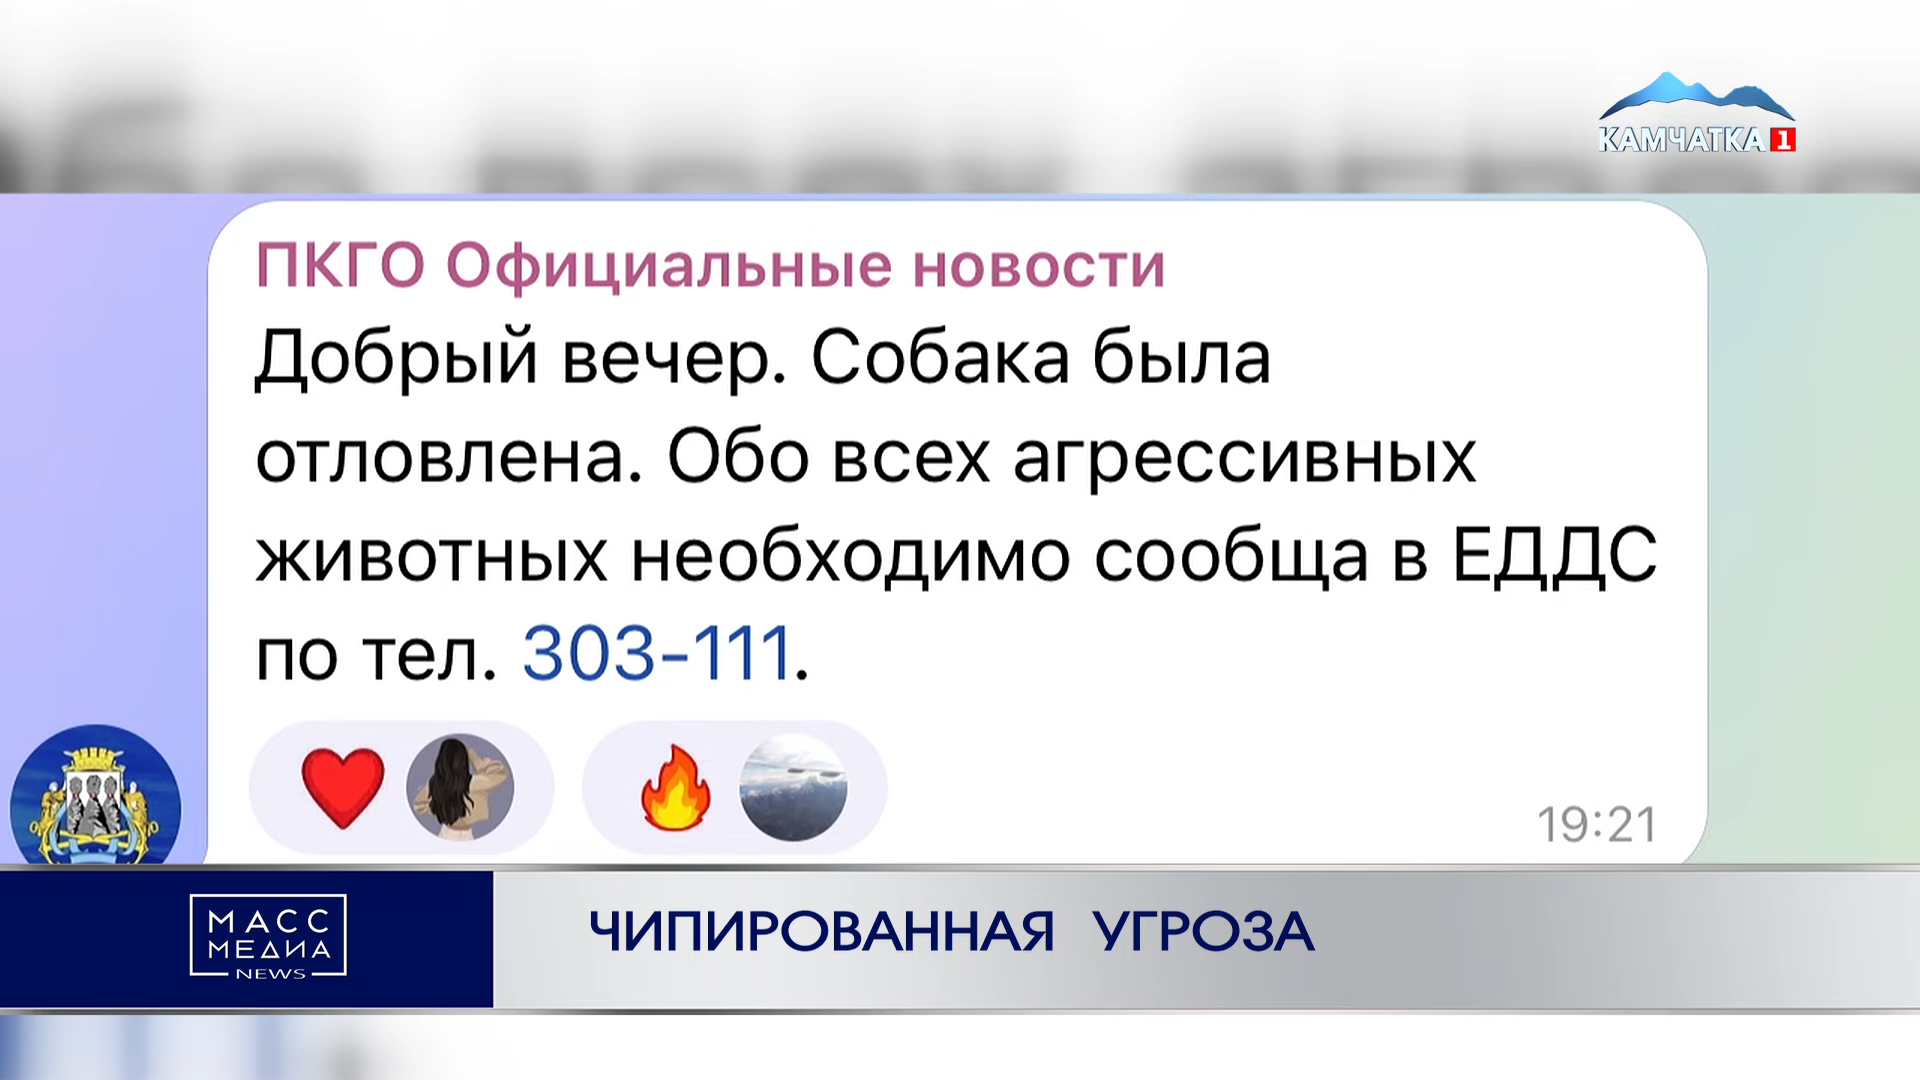 КАМЧАТКА 1
ПКГО Официальные новости
Добрый вечер. Собака была
отловлена. Обо всех агрессивных
животных необходимо сообща в ЕДДС
по тел. 303-111.
19:21
МАСС
МЕДИА
NEWS
ЧИПИРОВАННАЯ УГРОЗА